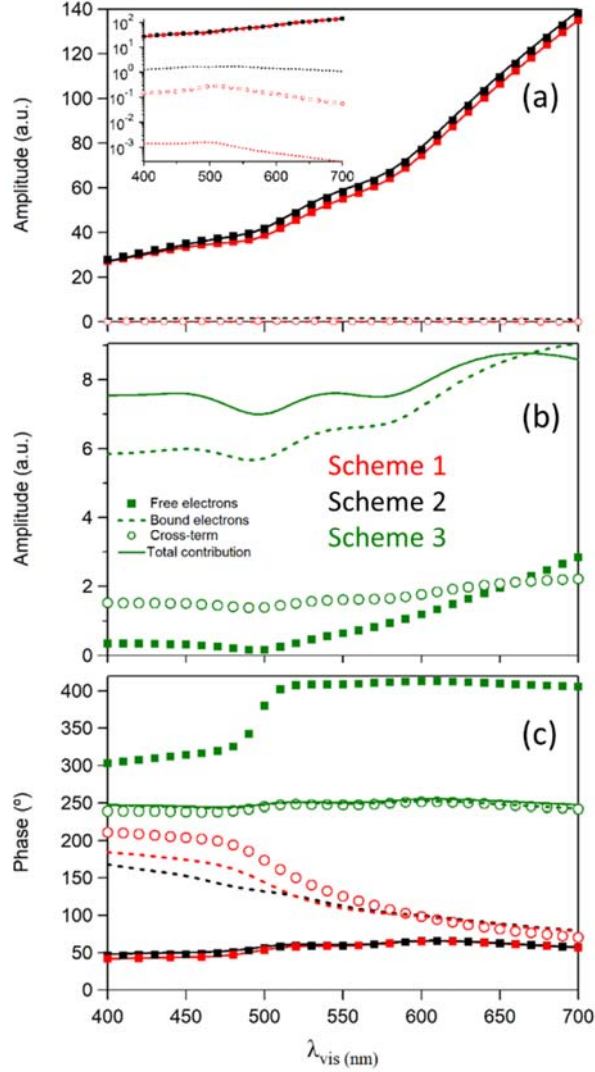 140
120
100
80
60
40
20
0
Amplitude (a.u.)
10^2
10^1
10^0
10^-1
10^-2
10^-3
400 500 600 700
(a)
8
6
4
2
0
Amplitude (a.u.)
(b)
Scheme 1
Scheme 2
Scheme 3
Free electrons
Bound electrons
Cross-term
Total contribution
400
350
300
250
200
150
100
50
0
Phase (°)
(c)
400 450 500 550 600 650 700
λvis (nm)